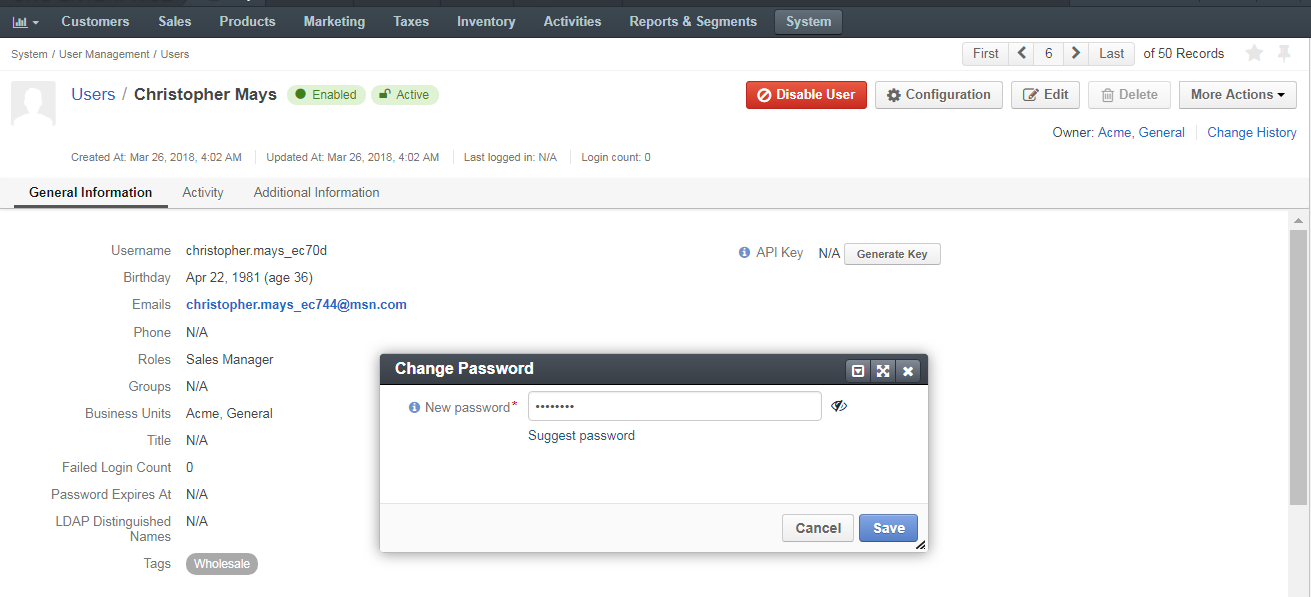 Customers Sales Products Marketing Taxes Inventory Activities Reports & Segments System
System / User Management / Users
First 6 Last of 50 Records
Users / Christopher Mays Enabled Active
Disable User Configuration Edit Delete More Actions
Owner: Acme, General Change History
Created At: Mar 26, 2018, 4:02 AM Updated At: Mar 26, 2018, 4:02 AM Last logged in: N/A Login count: 0
General Information Activity Additional Information
Username christopher.mays_ec70d
API Key N/A Generate Key
Birthday Apr 22, 1981 (age 36)
Emails christopher.mays_ec744@msn.com
Phone N/A
Roles Sales Manager
Groups N/A
Business Units Acme, General
Title N/A
Failed Login Count 0
Password Expires At N/A
LDAP Distinguished N/A
Names
Tags Wholesale
Change Password
New password* ••••••••
Suggest password
Cancel Save